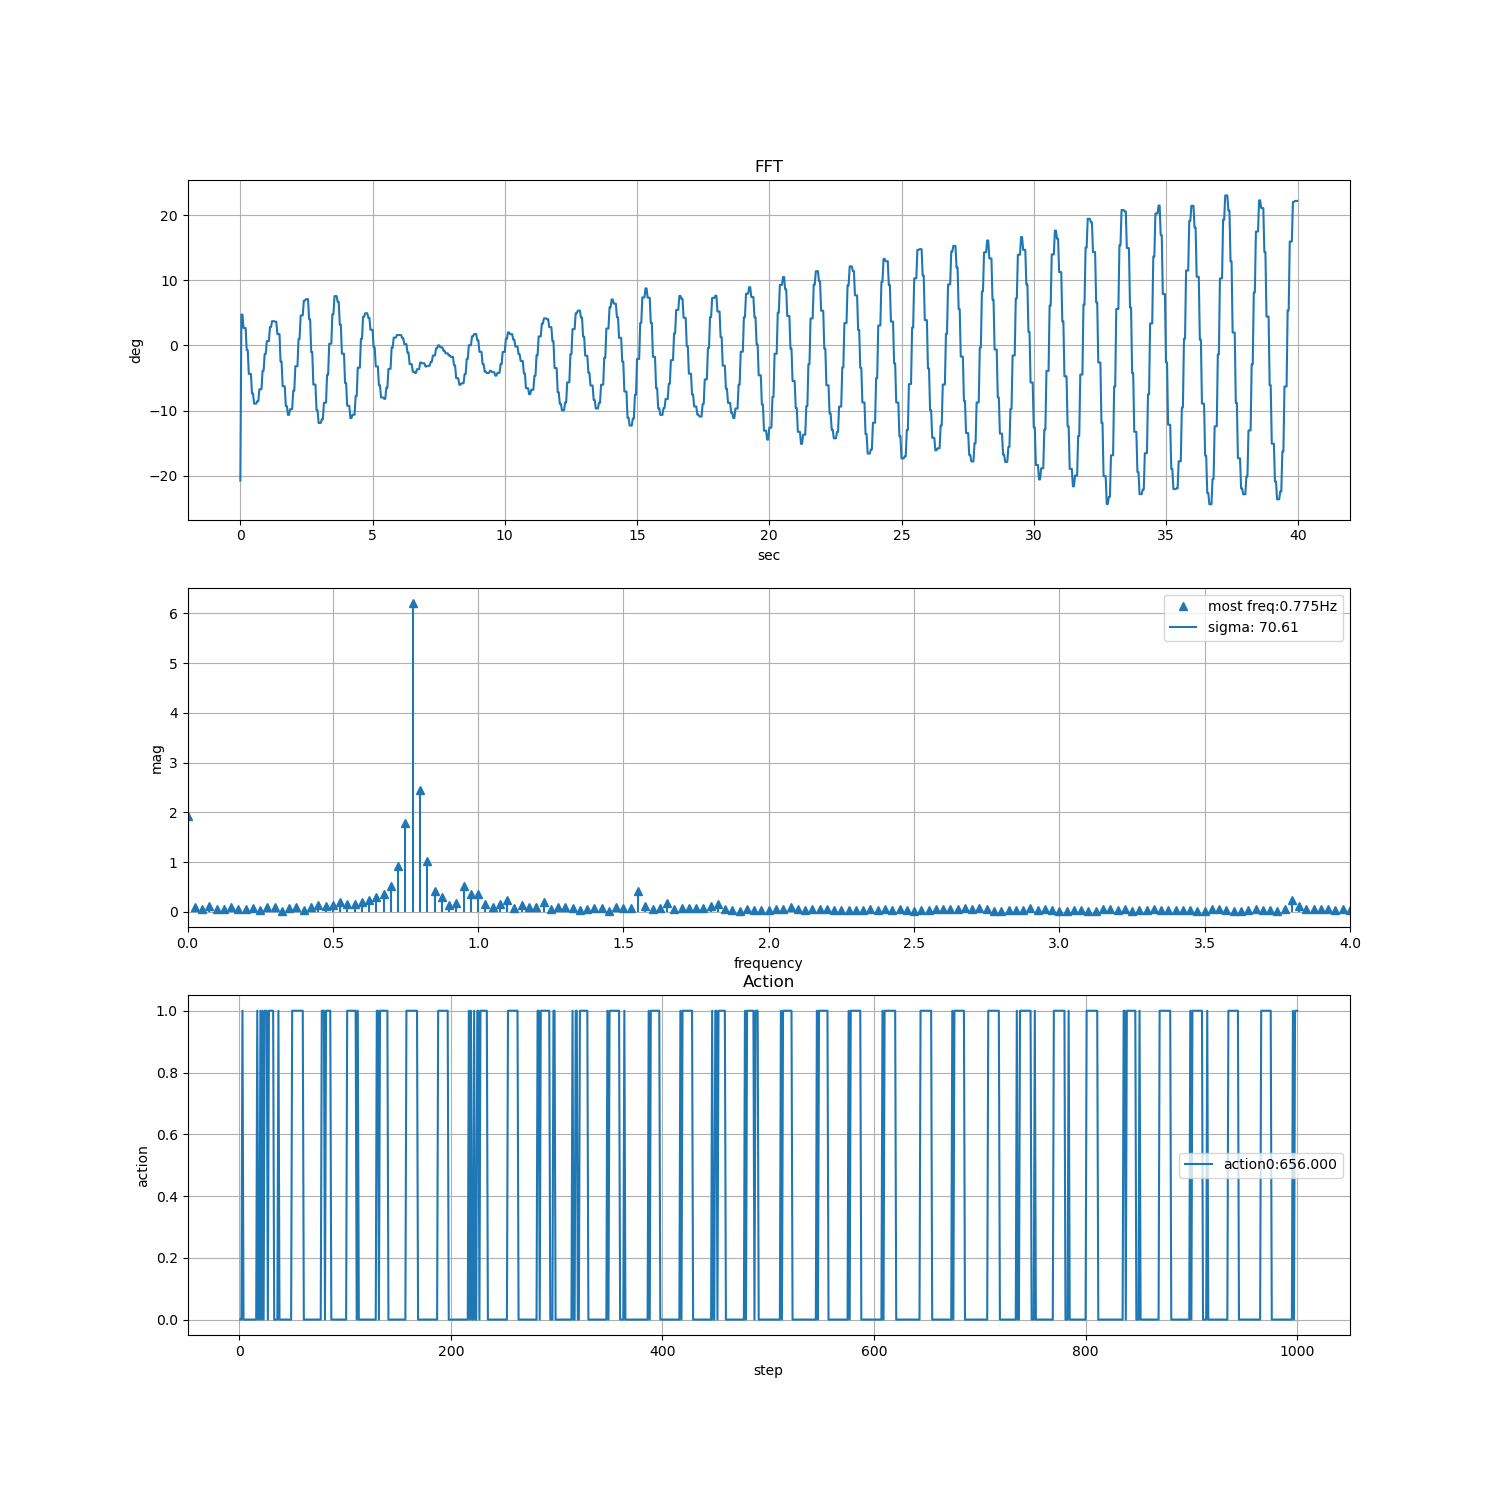 FFT
20
10
0
−10
−20
deg
0 5 10 15 20 25 30 35 40
sec
6
5
4
3
2
1
0
mag
most freq:0.775Hz
sigma: 70.61
0.0 0.5 1.0 1.5 2.0 2.5 3.0 3.5 4.0
frequency
Action
1.0
0.8
0.6
0.4
0.2
0.0
action
action0:656.000
0 200 400 600 800 1000
step